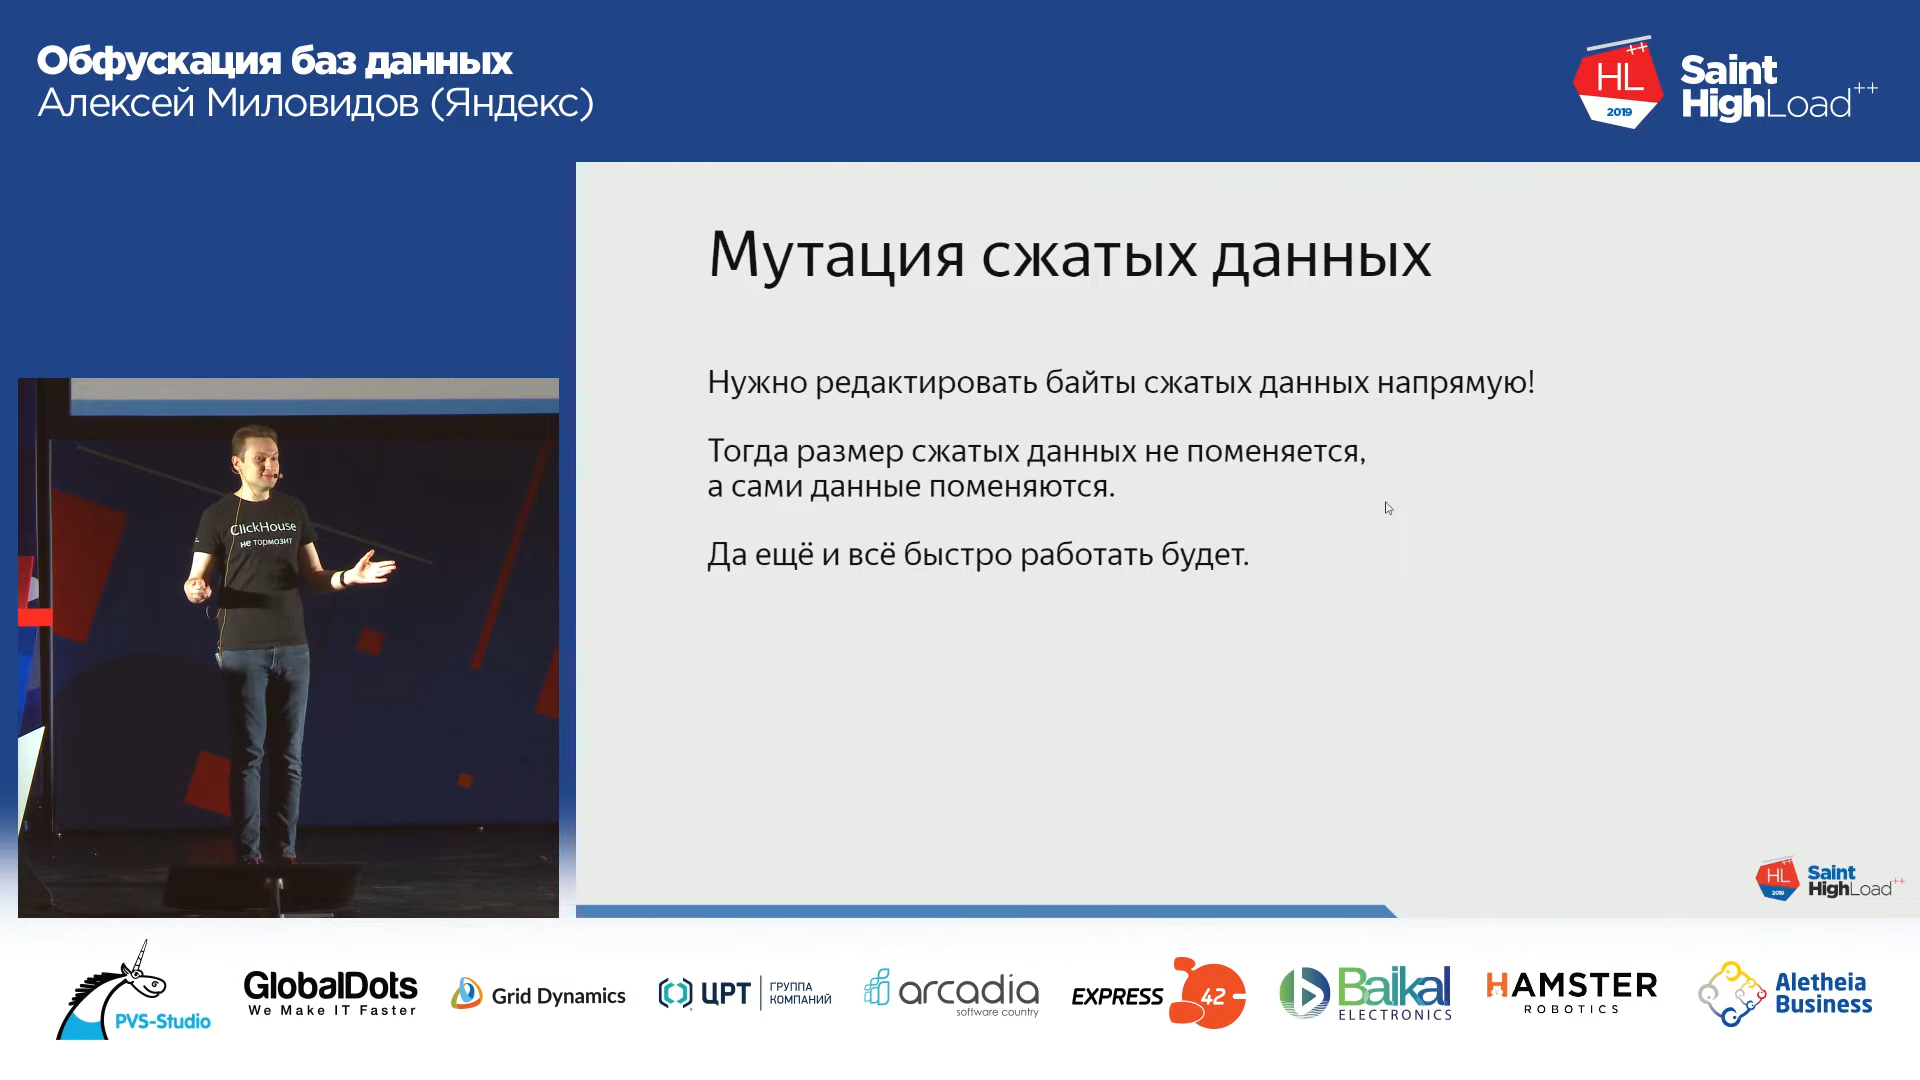 Обфускация баз данных
Алексей Миловидов (Яндекс)
HL++
2019
Saint
HighLoad++
Мутация сжатых данных
Нужно редактировать байты сжатых данных напрямую!
Тогда размер сжатых данных не поменяется,
а сами данные поменяются.
Да ещё и всё быстро работать будет.
ClickHouse
не тормозит
HL++
2019
Saint
HighLoad++
PVS-Studio
GlobalDots
We Make IT Faster
Grid Dynamics
ЦРТ
ГРУППА
КОМПАНИЙ
arcadia
software country
EXPRESS 42
Baikal
ELECTRONICS
HAMSTER
ROBOTICS
Aletheia
Business